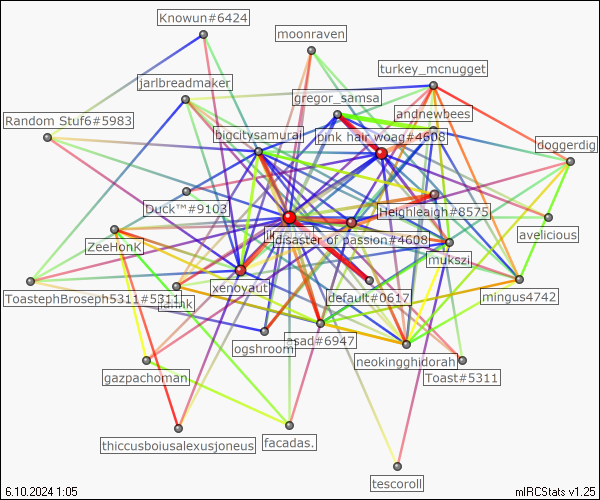 Knowun#6424
moonraven
turkey_mcnugget
jarlbreadmaker
gregor_samsa
andnewbees
Random Stuf6#5983
bigcitysamurai
pink hair woag#4608
doggerdig
Duck™#9103
Heighleaigh#8575
avelicious
ZeeHonK
disaster of passion#4608
mukszi
xenoyaut
default#0617
mingus4742
ToastephBroseph5311#5311
ogshroom
asad#6947
neokingghidorah
gazpachoman
Toast#5311
thiccusboiusalexusjoneus
facadas.
tescoroll
6.10.2024 1:05
mIRCStats v1.25